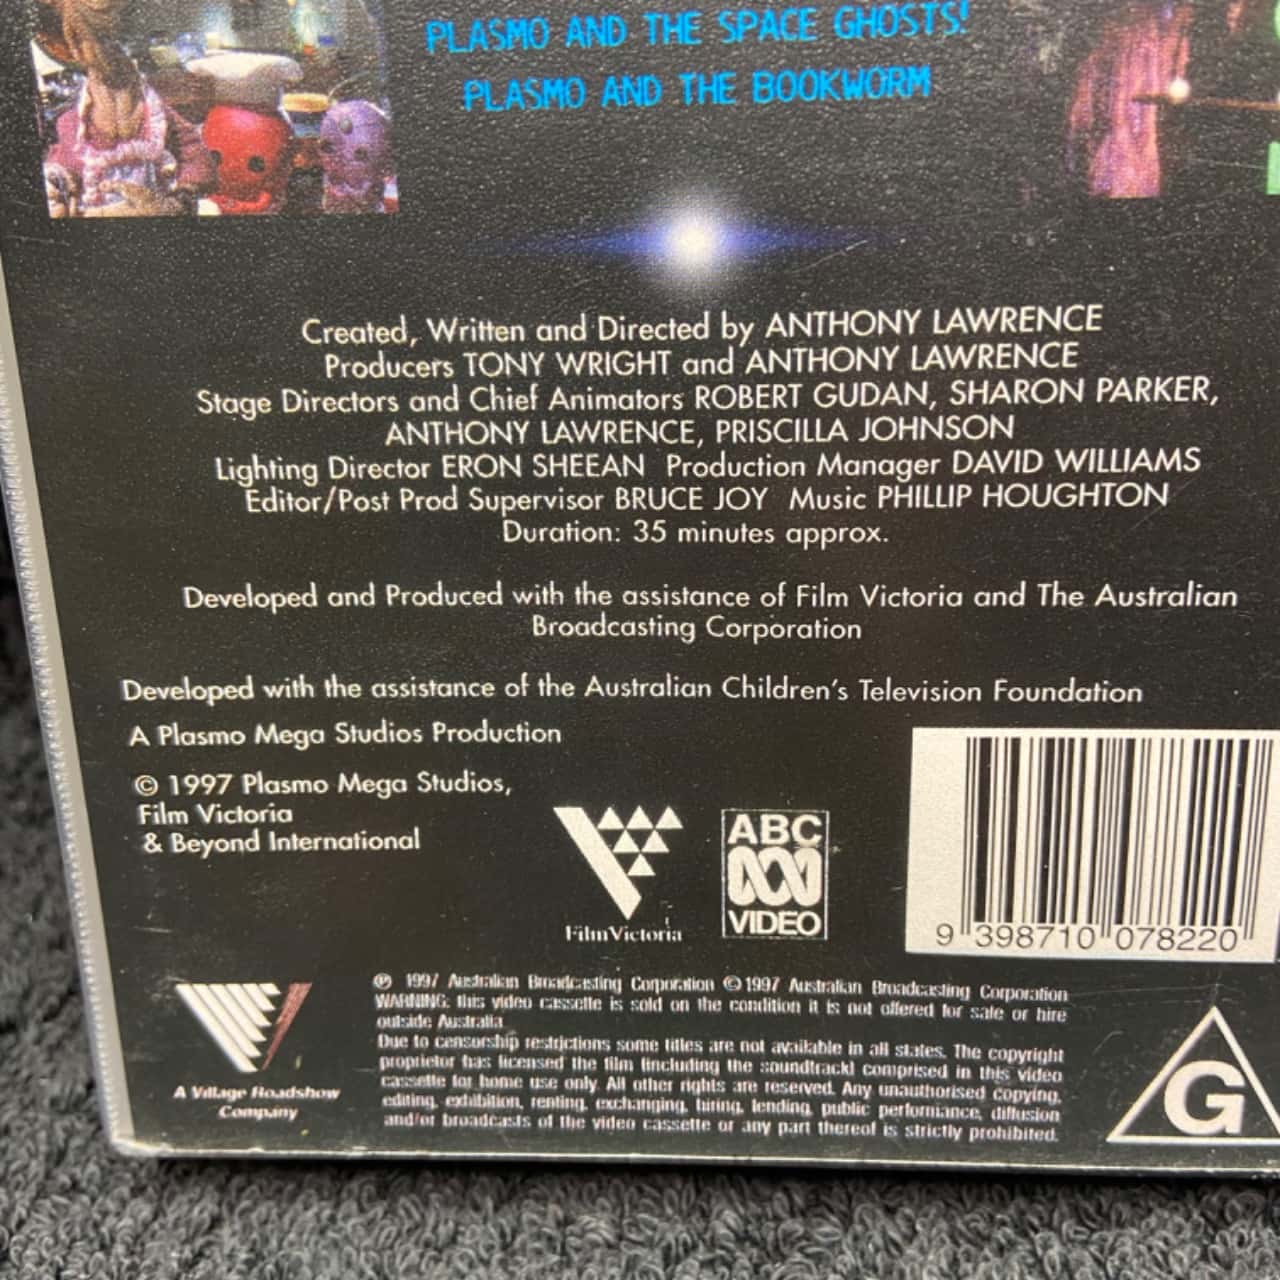 PLASMO AND THE SPACE GHOSTS!
PLASMO AND THE BOOKWORM
Created, Written and Directed by ANTHONY LAWRENCE
Producers TONY WRIGHT and ANTHONY LAWRENCE
Stage Directors and Chief Animators ROBERT GUDAN, SHARON PARKER,
ANTHONY LAWRENCE, PRISCILLA JOHNSON
Lighting Director ERON SHEEAN Production Manager DAVID WILLIAMS
Editor/Post Prod Supervisor BRUCE JOY Music PHILLIP HOUGHTON
Duration: 35 minutes approx.
Developed and Produced with the assistance of Film Victoria and The Australian
Broadcasting Corporation
Developed with the assistance of the Australian Children's Television Foundation
A Plasmo Mega Studios Production
© 1997 Plasmo Mega Studios,
Film Victoria
& Beyond International
FilmVictoria
ABC
VIDEO
9 398710 078220
A Village Roadshow
Company
℗ 1997 Australian Broadcasting Corporation © 1997 Australian Broadcasting Corporation
WARNING: this video cassette is sold on the condition it is not offered for sale or hire
outside Australia
Due to censorship restrictions some titles are not available in all states. The copyright
proprietor has licensed the film (including the soundtrack) comprised in this video
cassette for home use only. All other rights are reserved. Any unauthorised copying,
editing, exhibition, renting, exchanging, hiring, lending, public performance, diffusion
and/or broadcasts of the video cassette or any part thereof is strictly prohibited.
G